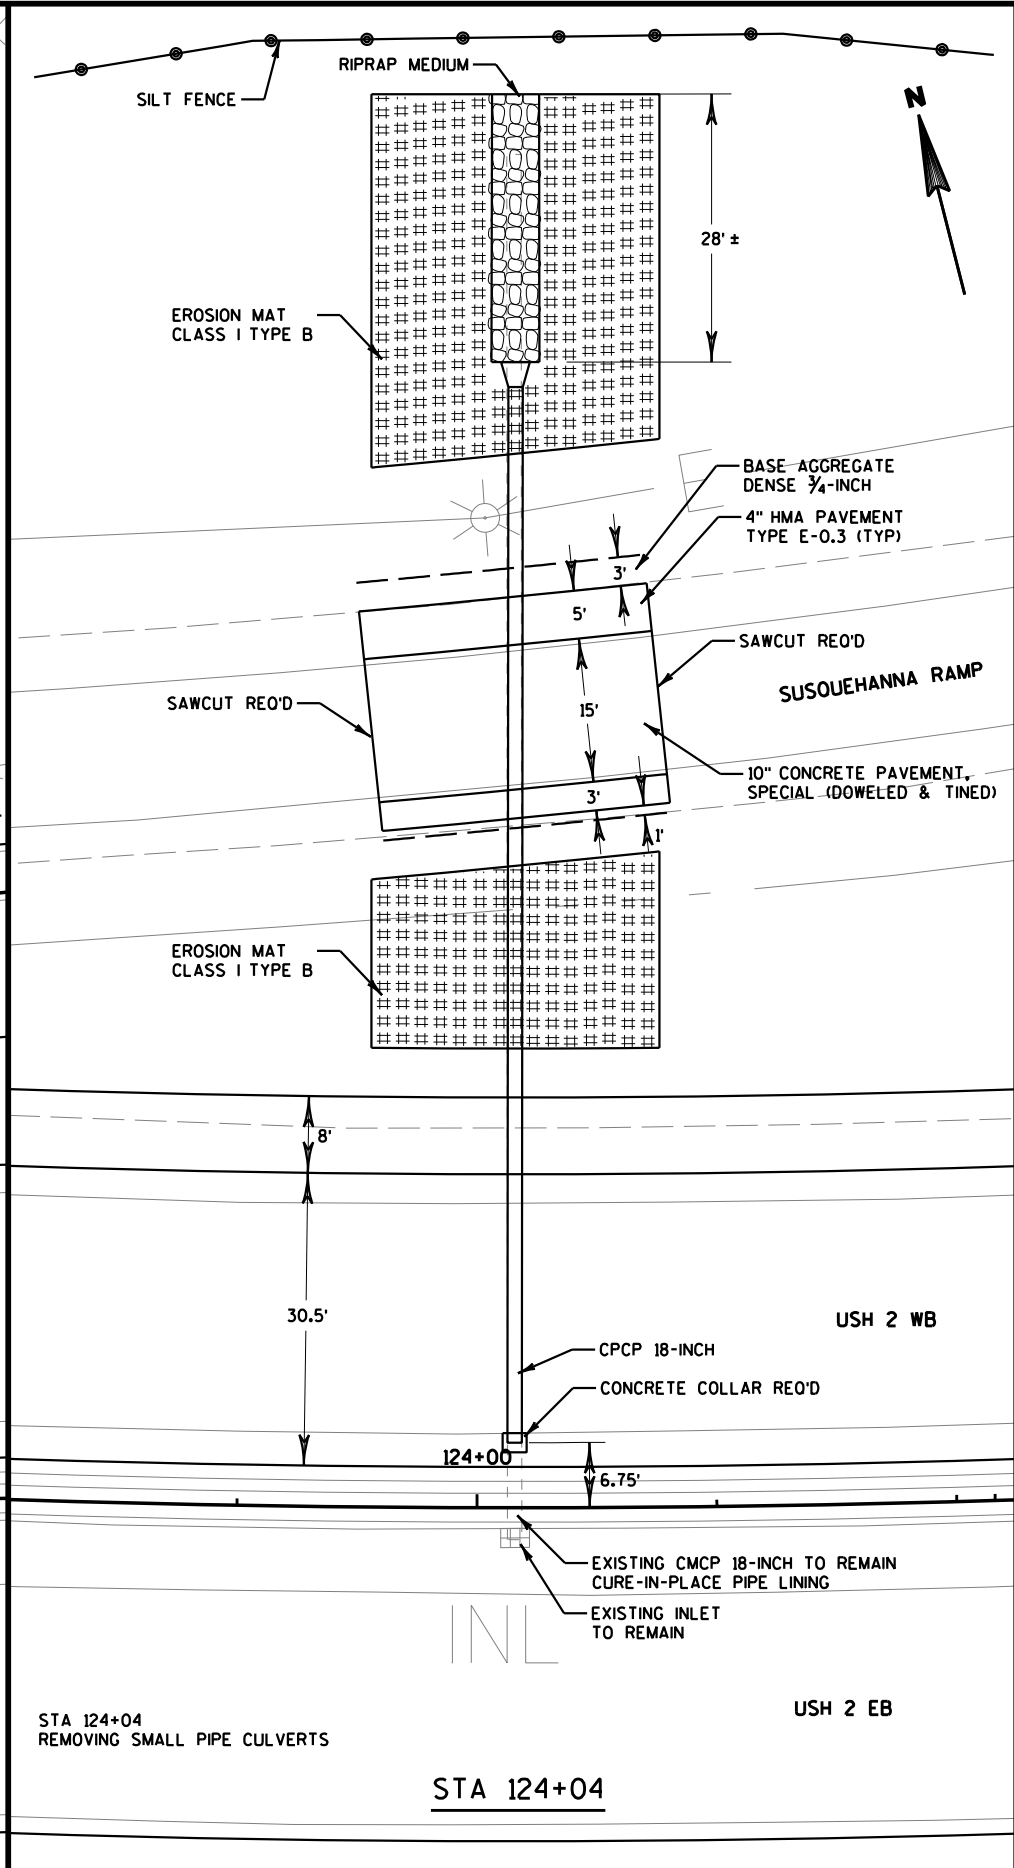 RIPRAP MEDIUM
SILT FENCE
N
28' ±
EROSION MAT
CLASS I TYPE B
BASE AGGREGATE
DENSE ¾-INCH
4" HMA PAVEMENT
TYPE E-0.3 (TYP)
3'
5'
SAWCUT REQ'D
SUSQUEHANNA RAMP
SAWCUT REQ'D
15'
10" CONCRETE PAVEMENT,
SPECIAL (DOWELED & TINED)
3'
1'
EROSION MAT
CLASS I TYPE B
8'
30.5'
USH 2 WB
CPCP 18-INCH
CONCRETE COLLAR REQ'D
124+00
6.75'
EXISTING CMCP 18-INCH TO REMAIN
CURE-IN-PLACE PIPE LINING
EXISTING INLET
TO REMAIN
INL
USH 2 EB
STA 124+04
REMOVING SMALL PIPE CULVERTS
STA 124+04